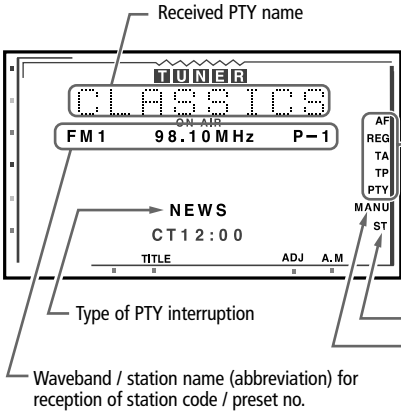 Received PTY name
TUNER
CLASSICS
ON AIR
FM1 98.10MHz P-1
AF
REG
TA
TP
PTY
MANU
ST
NEWS
CT12:00
TITLE ADJ A.M
Type of PTY interruption
Waveband / station name (abbreviation) for
reception of station code / preset no.